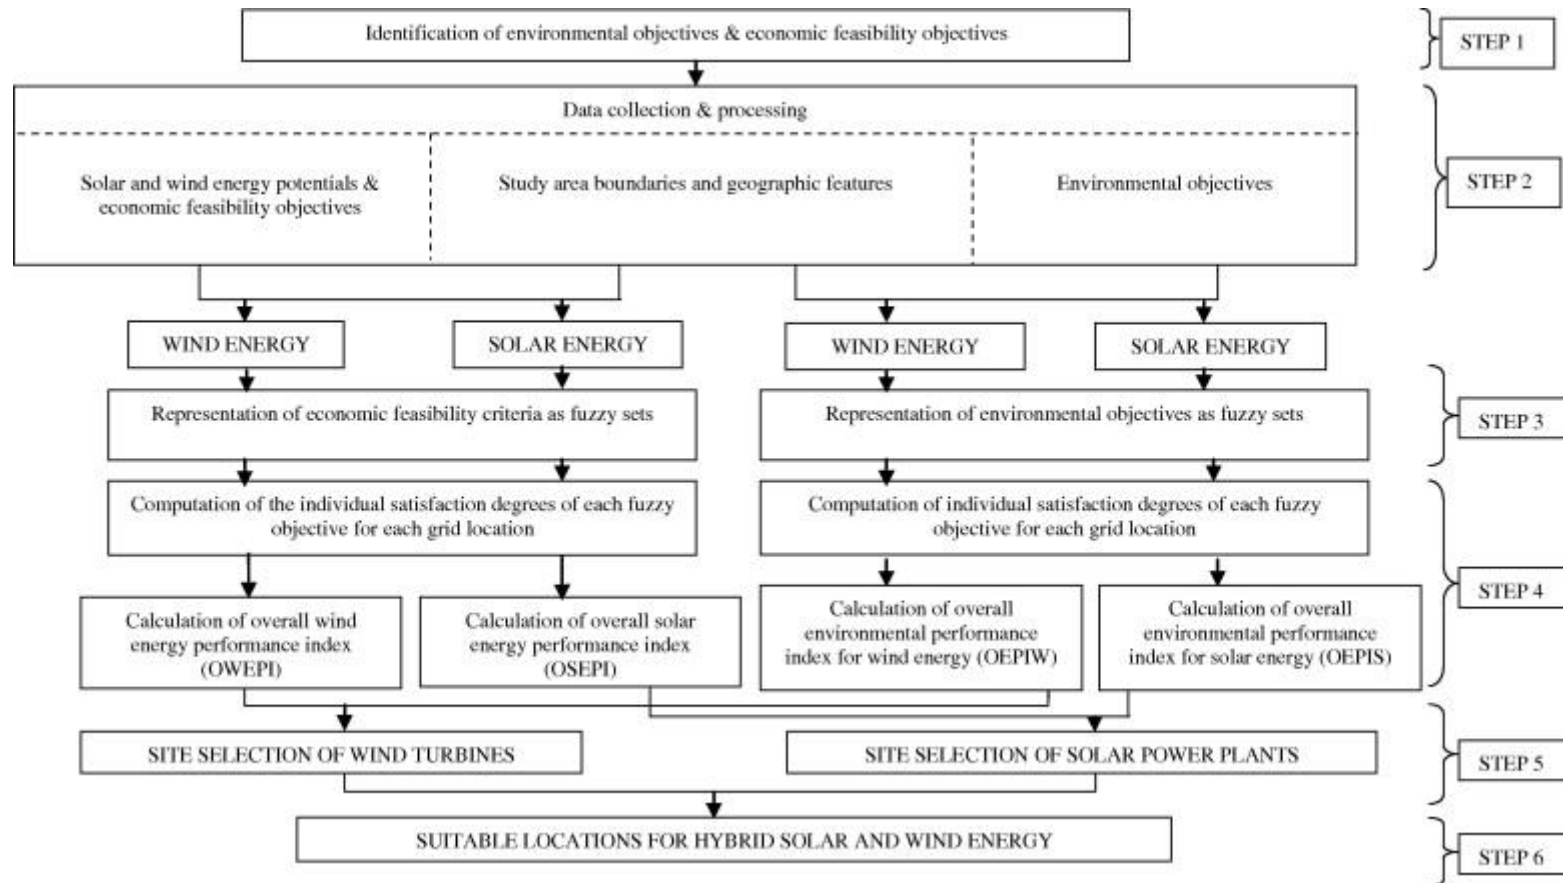 Identification of environmental objectives & economic feasibility objectives
STEP 1
Data collection & processing
Solar and wind energy potentials &
economic feasibility objectives
Study area boundaries and geographic features
Environmental objectives
STEP 2
WIND ENERGY
SOLAR ENERGY
WIND ENERGY
SOLAR ENERGY
Representation of economic feasibility criteria as fuzzy sets
Representation of environmental objectives as fuzzy sets
STEP 3
Computation of the individual satisfaction degrees of each fuzzy
objective for each grid location
Computation of individual satisfaction degrees of each fuzzy
objective for each grid location
Calculation of overall wind
energy performance index
(OWEPI)
Calculation of overall solar
energy performance index
(OSEPI)
Calculation of overall
environmental performance
index for wind energy (OEPIW)
Calculation of overall
environmental performance
index for solar energy (OEPIS)
STEP 4
SITE SELECTION OF WIND TURBINES
SITE SELECTION OF SOLAR POWER PLANTS
STEP 5
SUITABLE LOCATIONS FOR HYBRID SOLAR AND WIND ENERGY
STEP 6